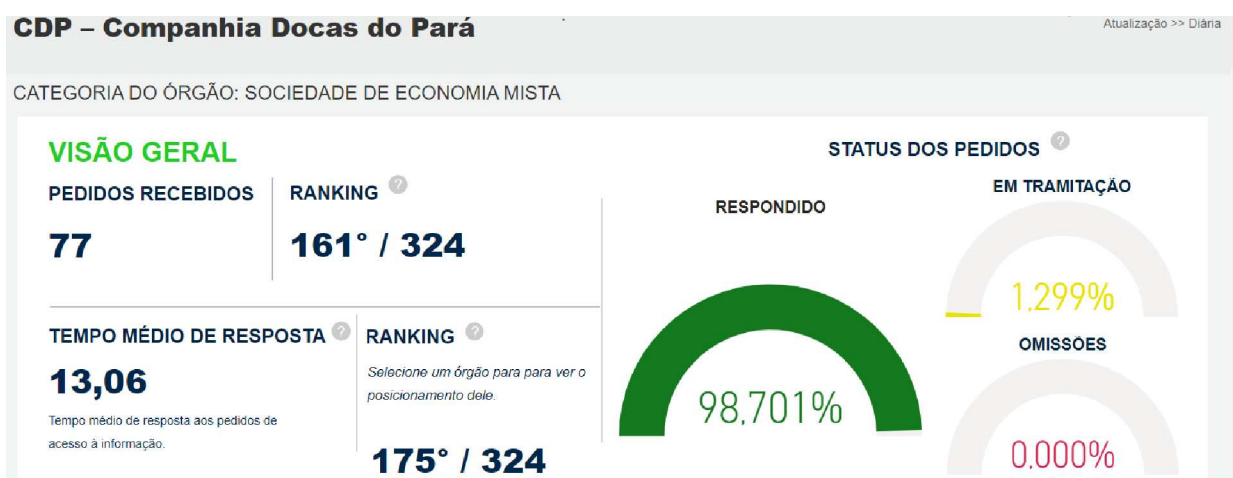 CDP – Companhia Docas do Pará
Atualização >> Diária
CATEGORIA DO ÓRGÃO: SOCIEDADE DE ECONOMIA MISTA
VISÃO GERAL
PEDIDOS RECEBIDOS
77
RANKING ?
161° / 324
TEMPO MÉDIO DE RESPOSTA ?
13,06
Tempo médio de resposta aos pedidos de
acesso à informação.
RANKING ?
Selecione um órgão para para ver o
posicionamento dele.
175° / 324
STATUS DOS PEDIDOS ?
RESPONDIDO
98,701%
EM TRAMITAÇÃO
1,299%
OMISSÕES
0,000%